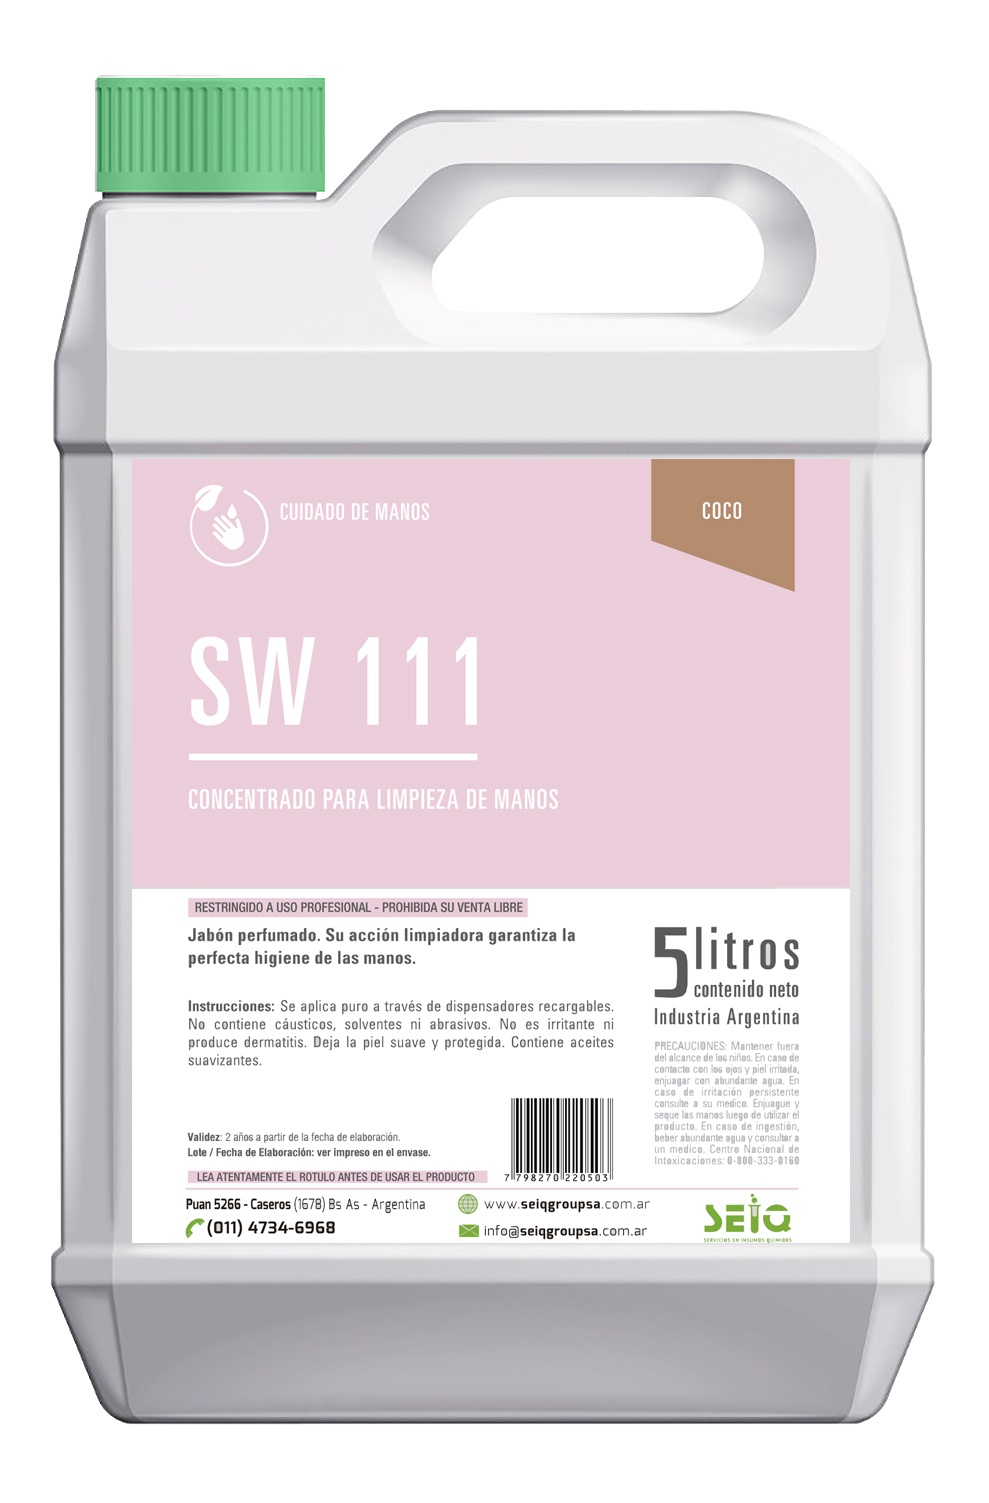 CUIDADO DE MANOS
COCO
SW 111
CONCENTRADO PARA LIMPIEZA DE MANOS
RESTRINGIDO A USO PROFESIONAL - PROHIBIDA SU VENTA LIBRE
Jabón perfumado. Su acción limpiadora garantiza la
perfecta higiene de las manos.
Instrucciones: Se aplica puro a través de dispensadores recargables.
No contiene cáusticos, solventes ni abrasivos. No es irritante ni
produce dermatitis. Deja la piel suave y protegida. Contiene aceites
suavizantes.
5 litros
contenido neto
Industria Argentina
PRECAUCIONES: Mantener fuera
del alcance de los niños. En caso de
contacto con los ojos y piel irritada,
enjuagar con abundante agua. En
caso de irritación persistente
consulte a su medico. Enjuague y
seque las manos luego de utilizar el
producto. En caso de ingestión,
beber abundante agua y consultar a
un medico. Centro Nacional de
Intoxicaciones: 0-800-333-0160
Validez: 2 años a partir de la fecha de elaboración.
Lote / Fecha de Elaboración: ver impreso en el envase.
LEA ATENTAMENTE EL ROTULO ANTES DE USAR EL PRODUCTO
7 798270 220503
Puan 5266 - Caseros (1678) Bs As - Argentina
(011) 4734-6968
www.seiqgroupsa.com.ar
info@seiqgroupsa.com.ar
SEIQ
SERVICIOS EN INSUMOS QUIMICOS